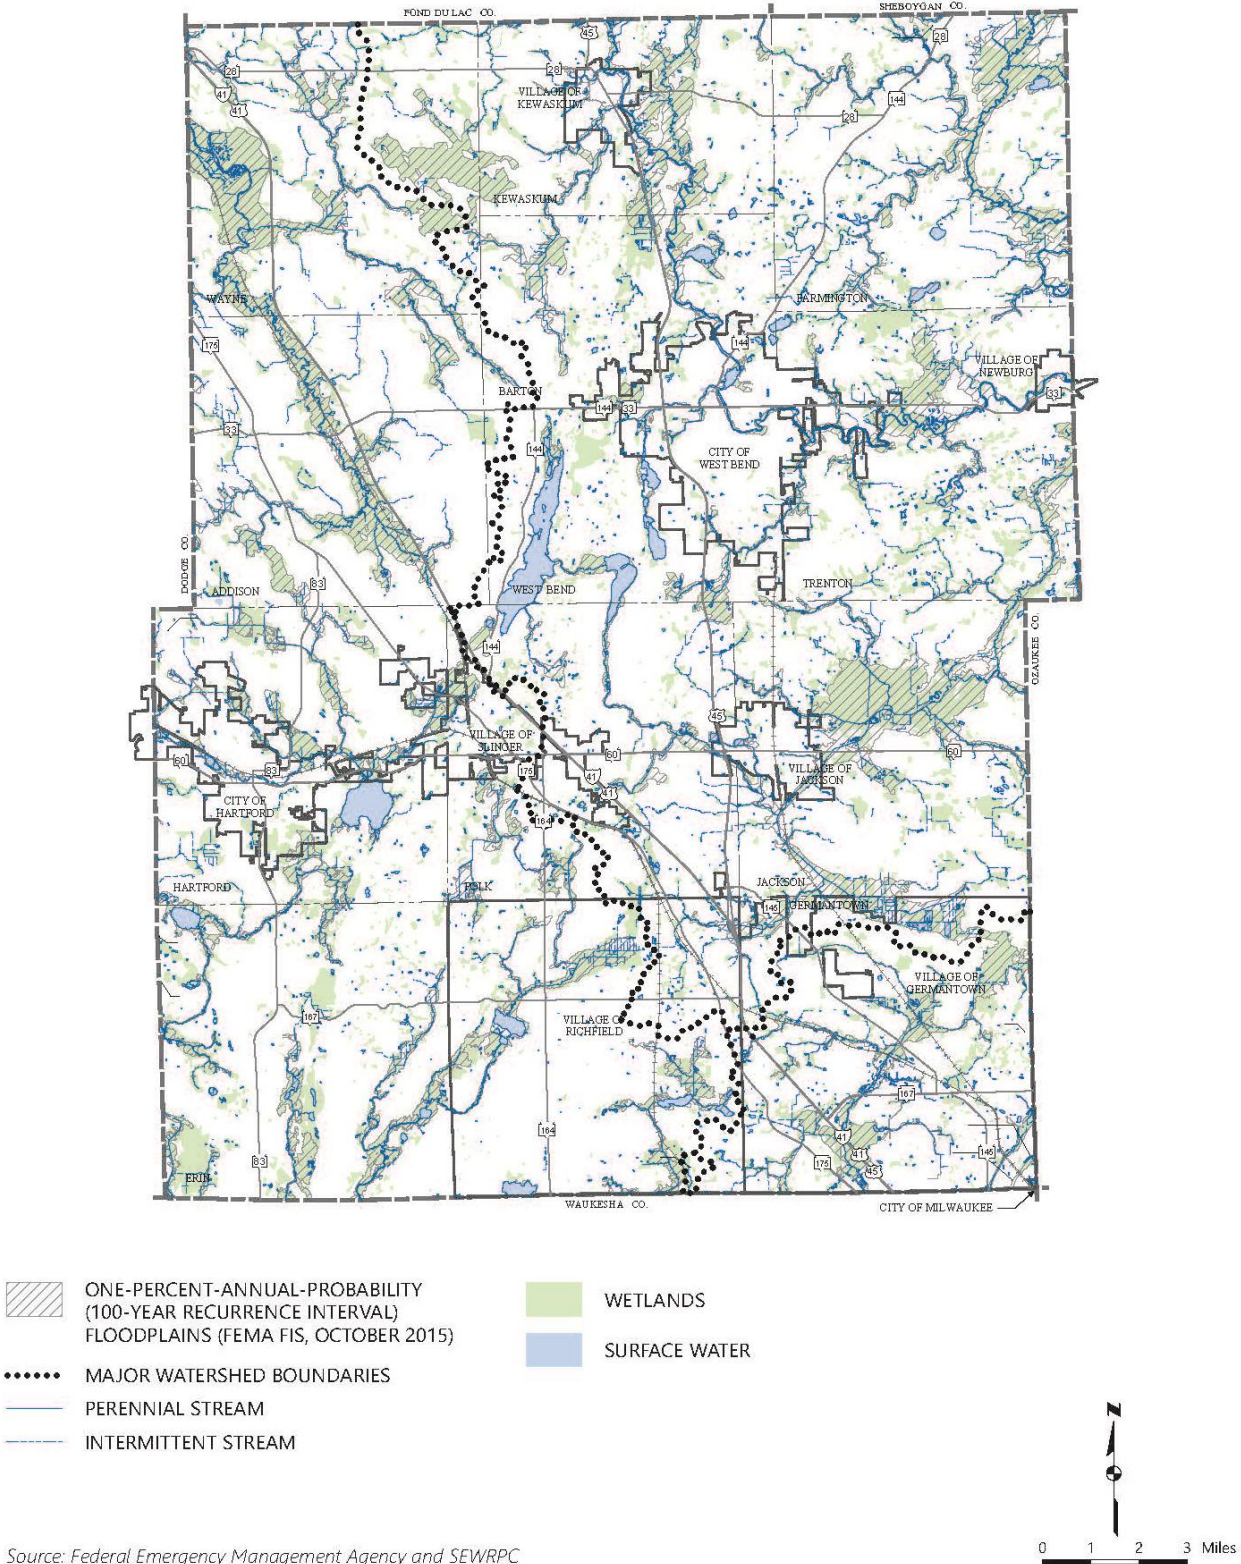 FOND DU LAC CO.
SHEBOYGAN CO.
45
28
28
28
VILLAGE OF
KEWASKUM
41
41
144
28
KEWASKUM
WAYNE
FARMINGTON
175
144
VILLAGE OF
NEWBURG
33
BARTON
144
33
33
144
CITY OF
WEST BEND
DODGE CO.
83
ADDISON
WEST BEND
TRENTON
OZAUKEE CO.
144
45
VILLAGE OF
SLINGER
60
60
60
83
175
41
41
VILLAGE OF
JACKSON
CITY OF
HARTFORD
164
HARTFORD
POLK
JACKSON
145
GERMANTOWN
VILLAGE OF
GERMANTOWN
167
VILLAGE OF
RICHFIELD
167
164
41
41
45
175
145
83
ERIN
WAUKESHA CO.
CITY OF MILWAUKEE
ONE-PERCENT-ANNUAL-PROBABILITY
(100-YEAR RECURRENCE INTERVAL)
FLOODPLAINS (FEMA FIS, OCTOBER 2015)
MAJOR WATERSHED BOUNDARIES
PERENNIAL STREAM
INTERMITTENT STREAM
WETLANDS
SURFACE WATER
N
0 1 2 3 Miles
Source: Federal Emergency Management Agency and SEWRPC